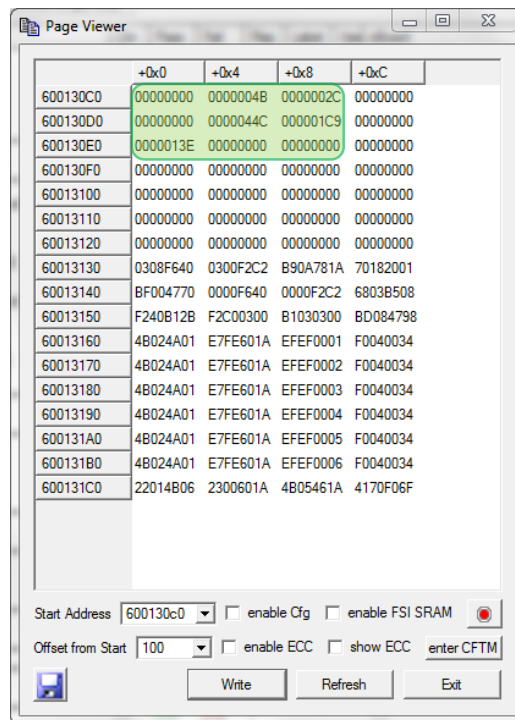 Page Viewer
+0x0 +0x4 +0x8 +0xC
600130C0 00000000 0000004B 0000002C 00000000
600130D0 00000000 0000044C 000001C9 00000000
600130E0 0000013E 00000000 00000000 00000000
600130F0 00000000 00000000 00000000 00000000
60013100 00000000 00000000 00000000 00000000
60013110 00000000 00000000 00000000 00000000
60013120 00000000 00000000 00000000 00000000
60013130 0308F640 0300F2C2 B90A781A 70182001
60013140 BF004770 0000F640 0000F2C2 6803B508
60013150 F240B12B F2C00300 B1030300 BD084798
60013160 4B024A01 E7FE601A EFEF0001 F0040034
60013170 4B024A01 E7FE601A EFEF0002 F0040034
60013180 4B024A01 E7FE601A EFEF0003 F0040034
60013190 4B024A01 E7FE601A EFEF0004 F0040034
600131A0 4B024A01 E7FE601A EFEF0005 F0040034
600131B0 4B024A01 E7FE601A EFEF0006 F0040034
600131C0 22014B06 2300601A 4B05461A 4170F06F
Start Address 600130c0 enable Cfg enable FSI SRAM
Offset from Start 100 enable ECC show ECC enter CFTM
Write Refresh Exit